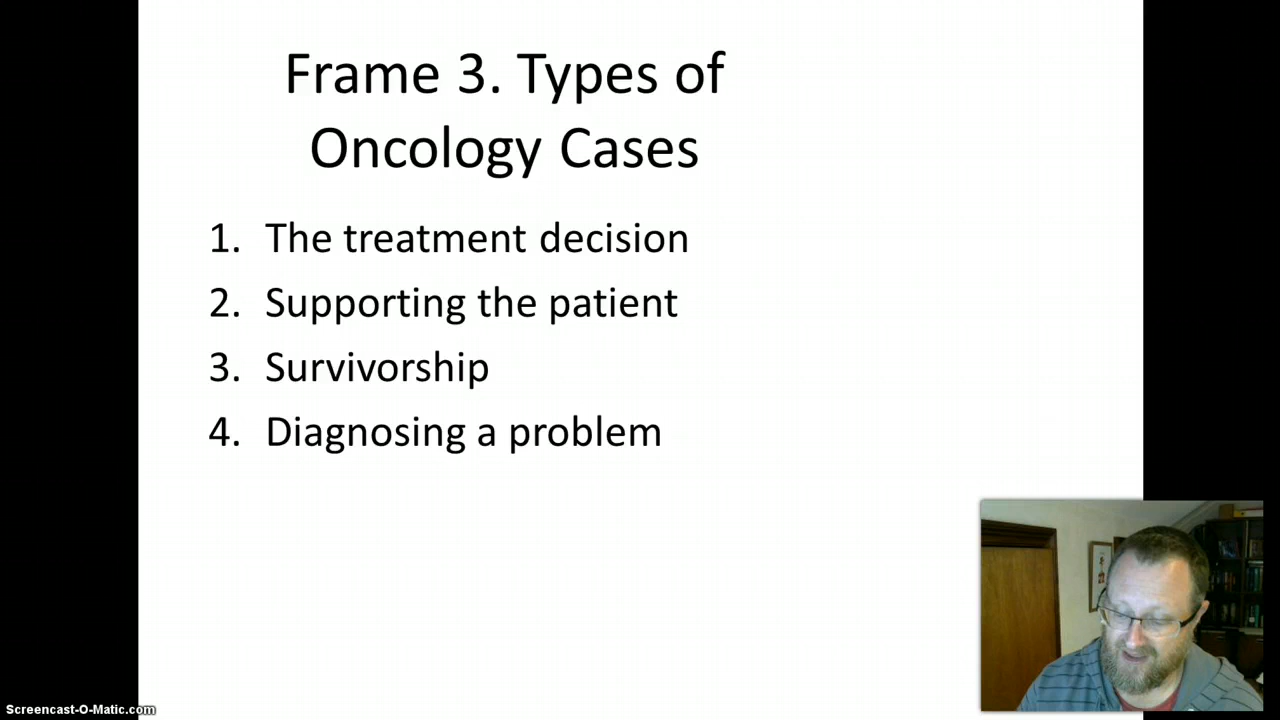 Frame 3. Types of
Oncology Cases
1. The treatment decision
2. Supporting the patient
3. Survivorship
4. Diagnosing a problem
Screencast-O-Matic.com